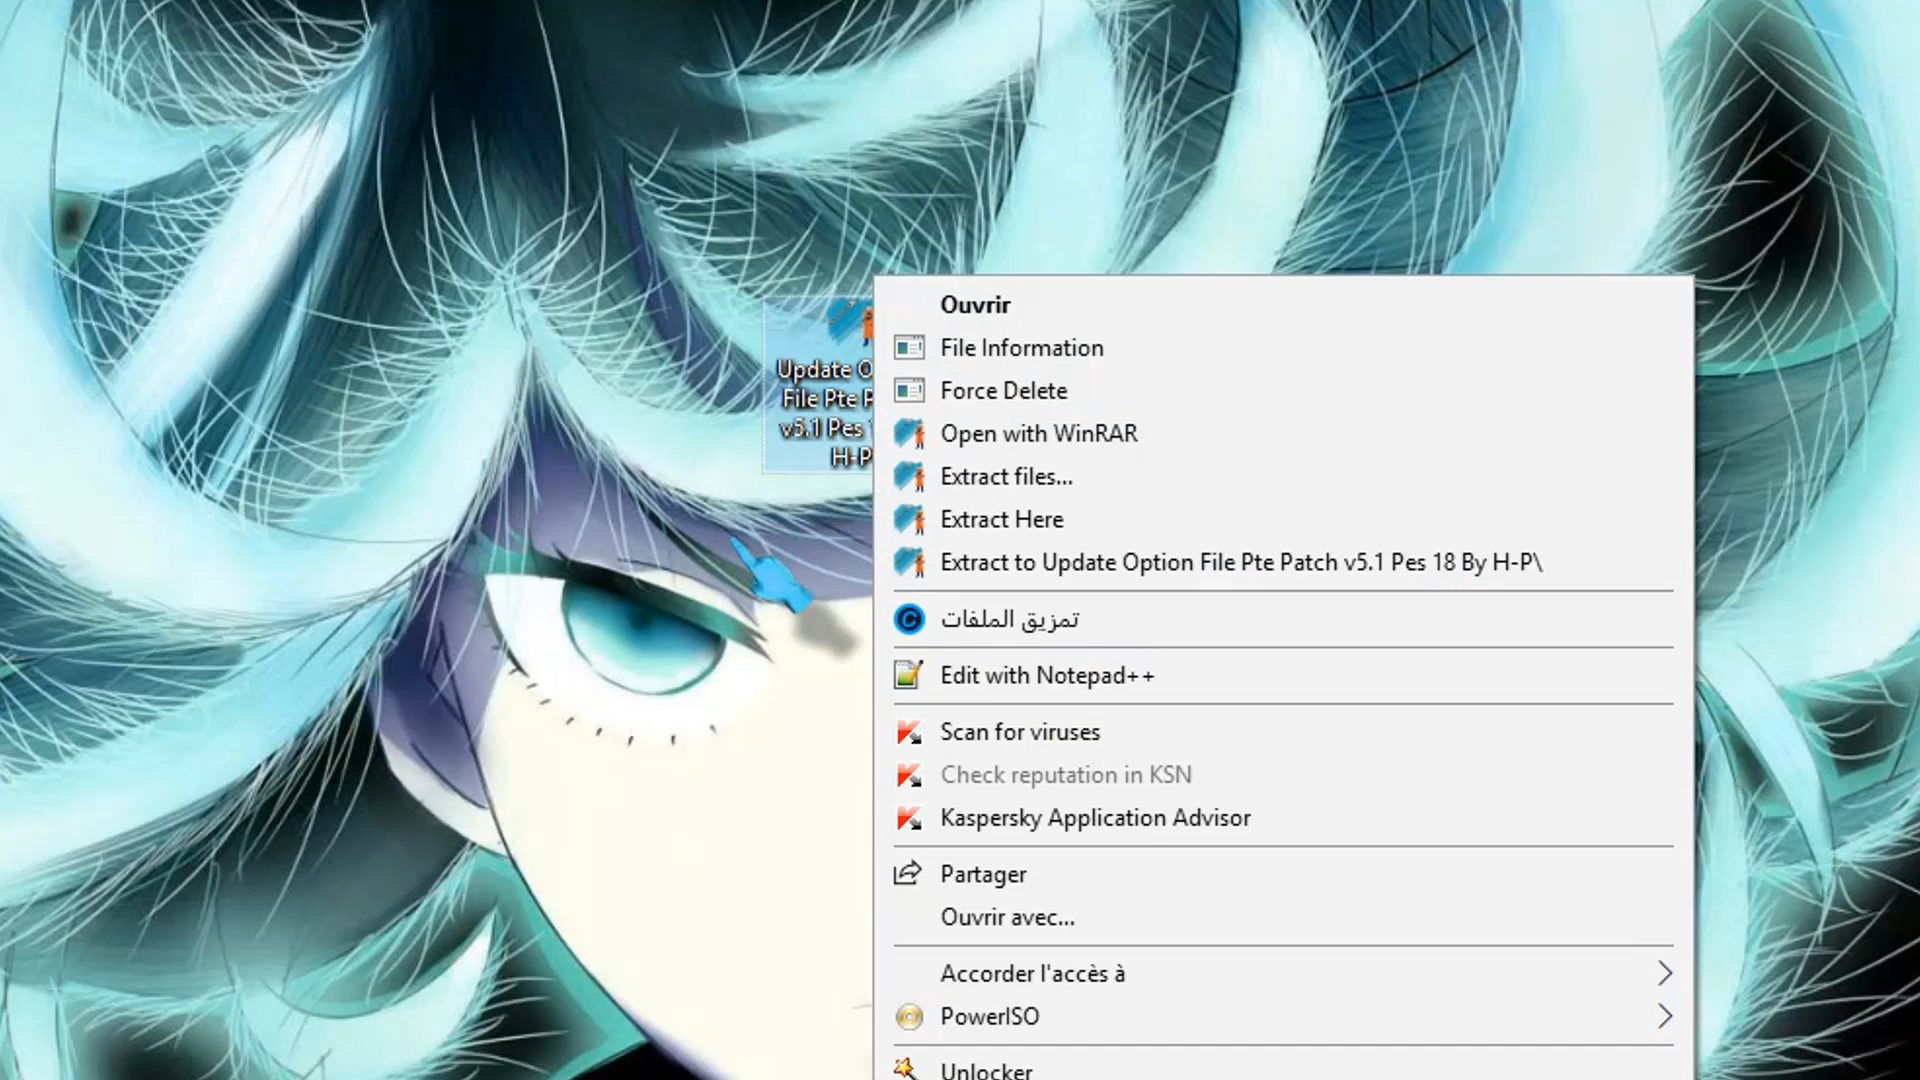 Update O
File Pte P
v5.1 Pes
H-P
Ouvrir
File Information
Force Delete
Open with WinRAR
Extract files...
Extract Here
Extract to Update Option File Pte Patch v5.1 Pes 18 By H-P\
تمزيق الملفات
Edit with Notepad++
Scan for viruses
Check reputation in KSN
Kaspersky Application Advisor
Partager
Ouvrir avec...
Accorder l'accès à
PowerISO
Unlocker